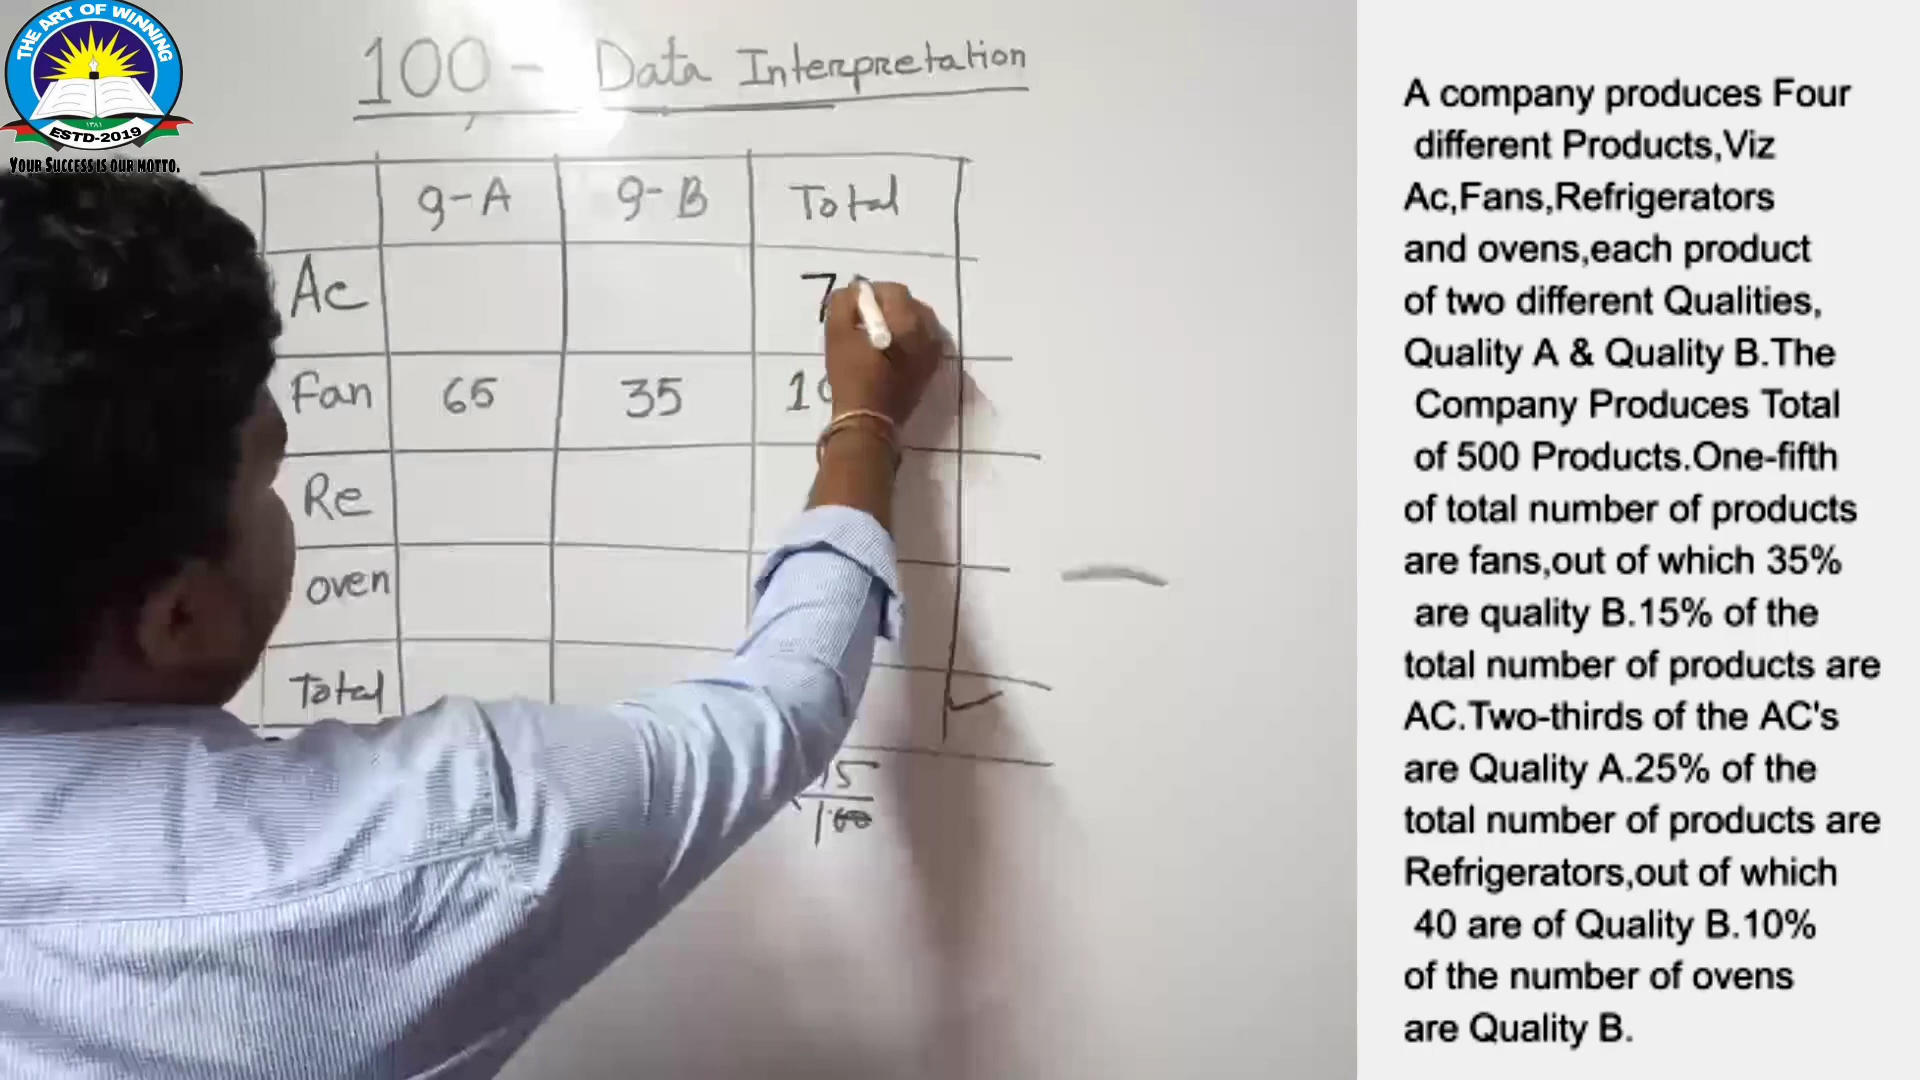 THE ART OF WINNING
ESTD-2019
YOUR SUCCESS IS OUR MOTTO.
100 - Data Interpretation
q-A q-B Total
Ac 7
Fan 65 35
Re
oven
Total
15
100
A company produces Four
different Products,Viz
Ac,Fans,Refrigerators
and ovens,each product
of two different Qualities,
Quality A & Quality B.The
Company Produces Total
of 500 Products.One-fifth
of total number of products
are fans,out of which 35%
are quality B.15% of the
total number of products are
AC.Two-thirds of the AC's
are Quality A.25% of the
total number of products are
Refrigerators,out of which
40 are of Quality B.10%
of the number of ovens
are Quality B.